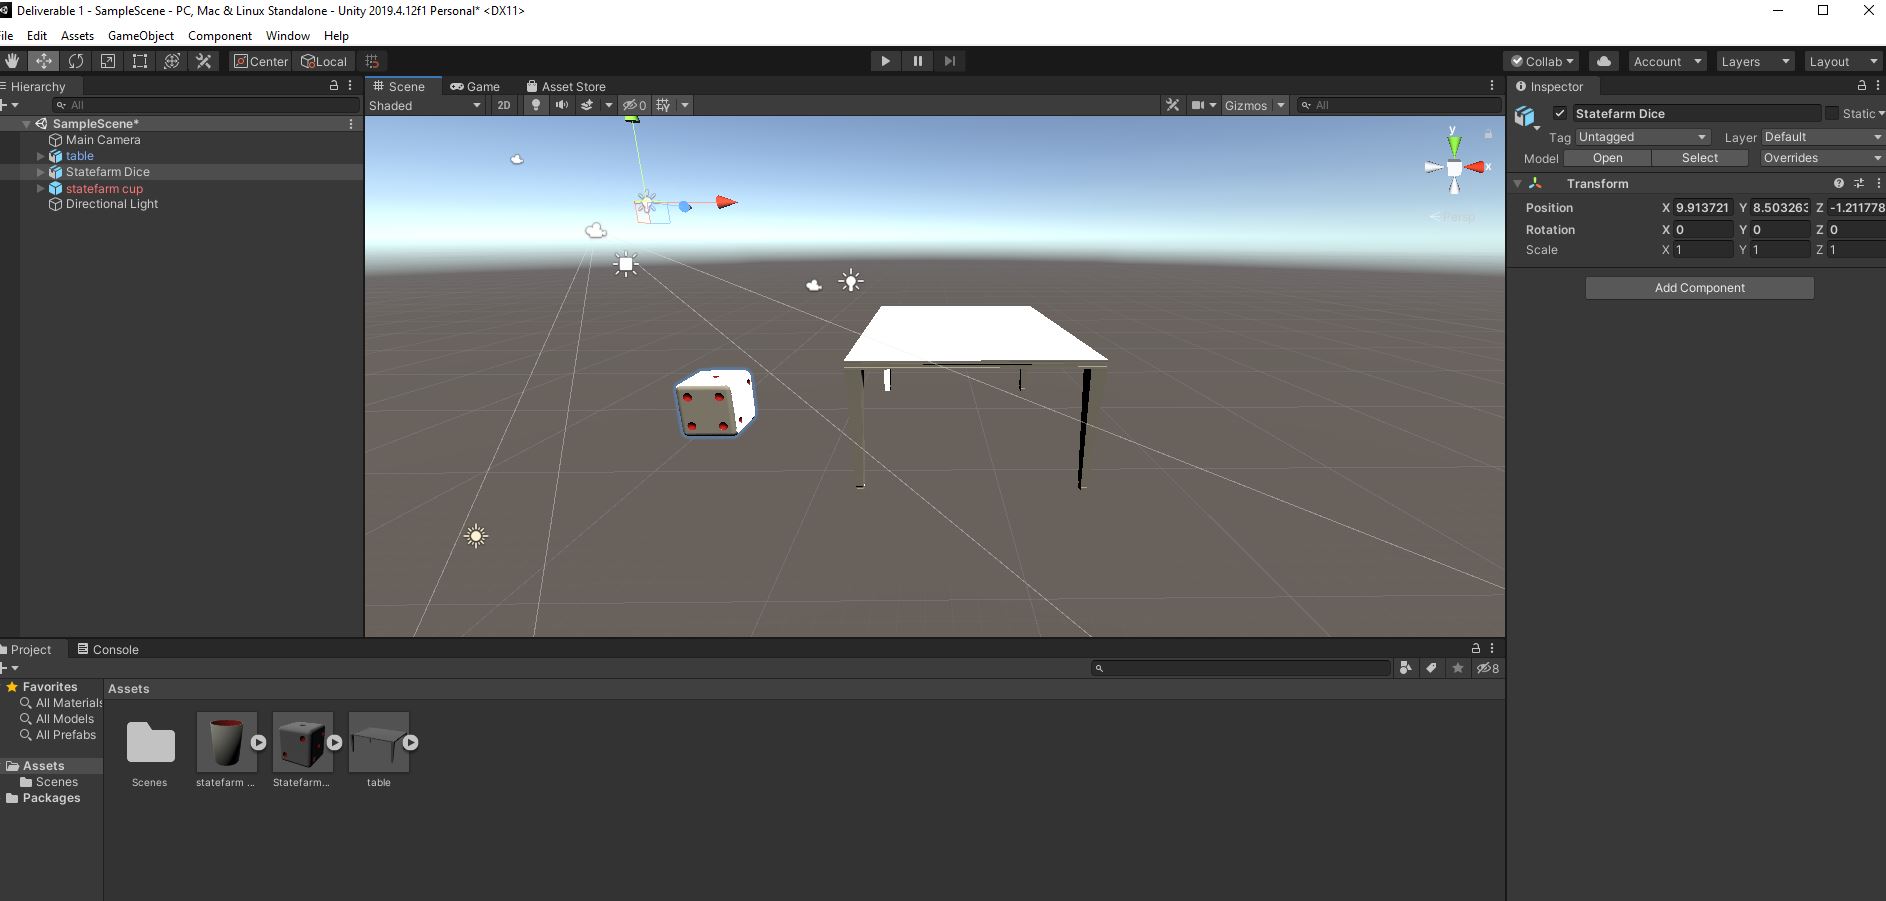 Deliverable 1 - SampleScene - PC, Mac & Linux Standalone - Unity 2019.4.12f1 Personal* <DX11>
ile Edit Assets GameObject Component Window Help
Center Local Collab Account Layers Layout
Hierarchy
All
SampleScene*
Main Camera
table
Statefarm Dice
statefarm cup
Directional Light
Scene Game Asset Store
Shaded 2D 0 Gizmos All
y
x
Persp
Inspector
Statefarm Dice Static
Tag Untagged Layer Default
Model Open Select Overrides
Transform
Position X 9.913721 Y 8.503263 Z -1.211778
Rotation X 0 Y 0 Z 0
Scale X 1 Y 1 Z 1
Add Component
Project Console
8
Favorites
All Materials
All Models
All Prefabs
Assets
Scenes
Packages
Assets
Scenes statefarm ... Statefarm... table